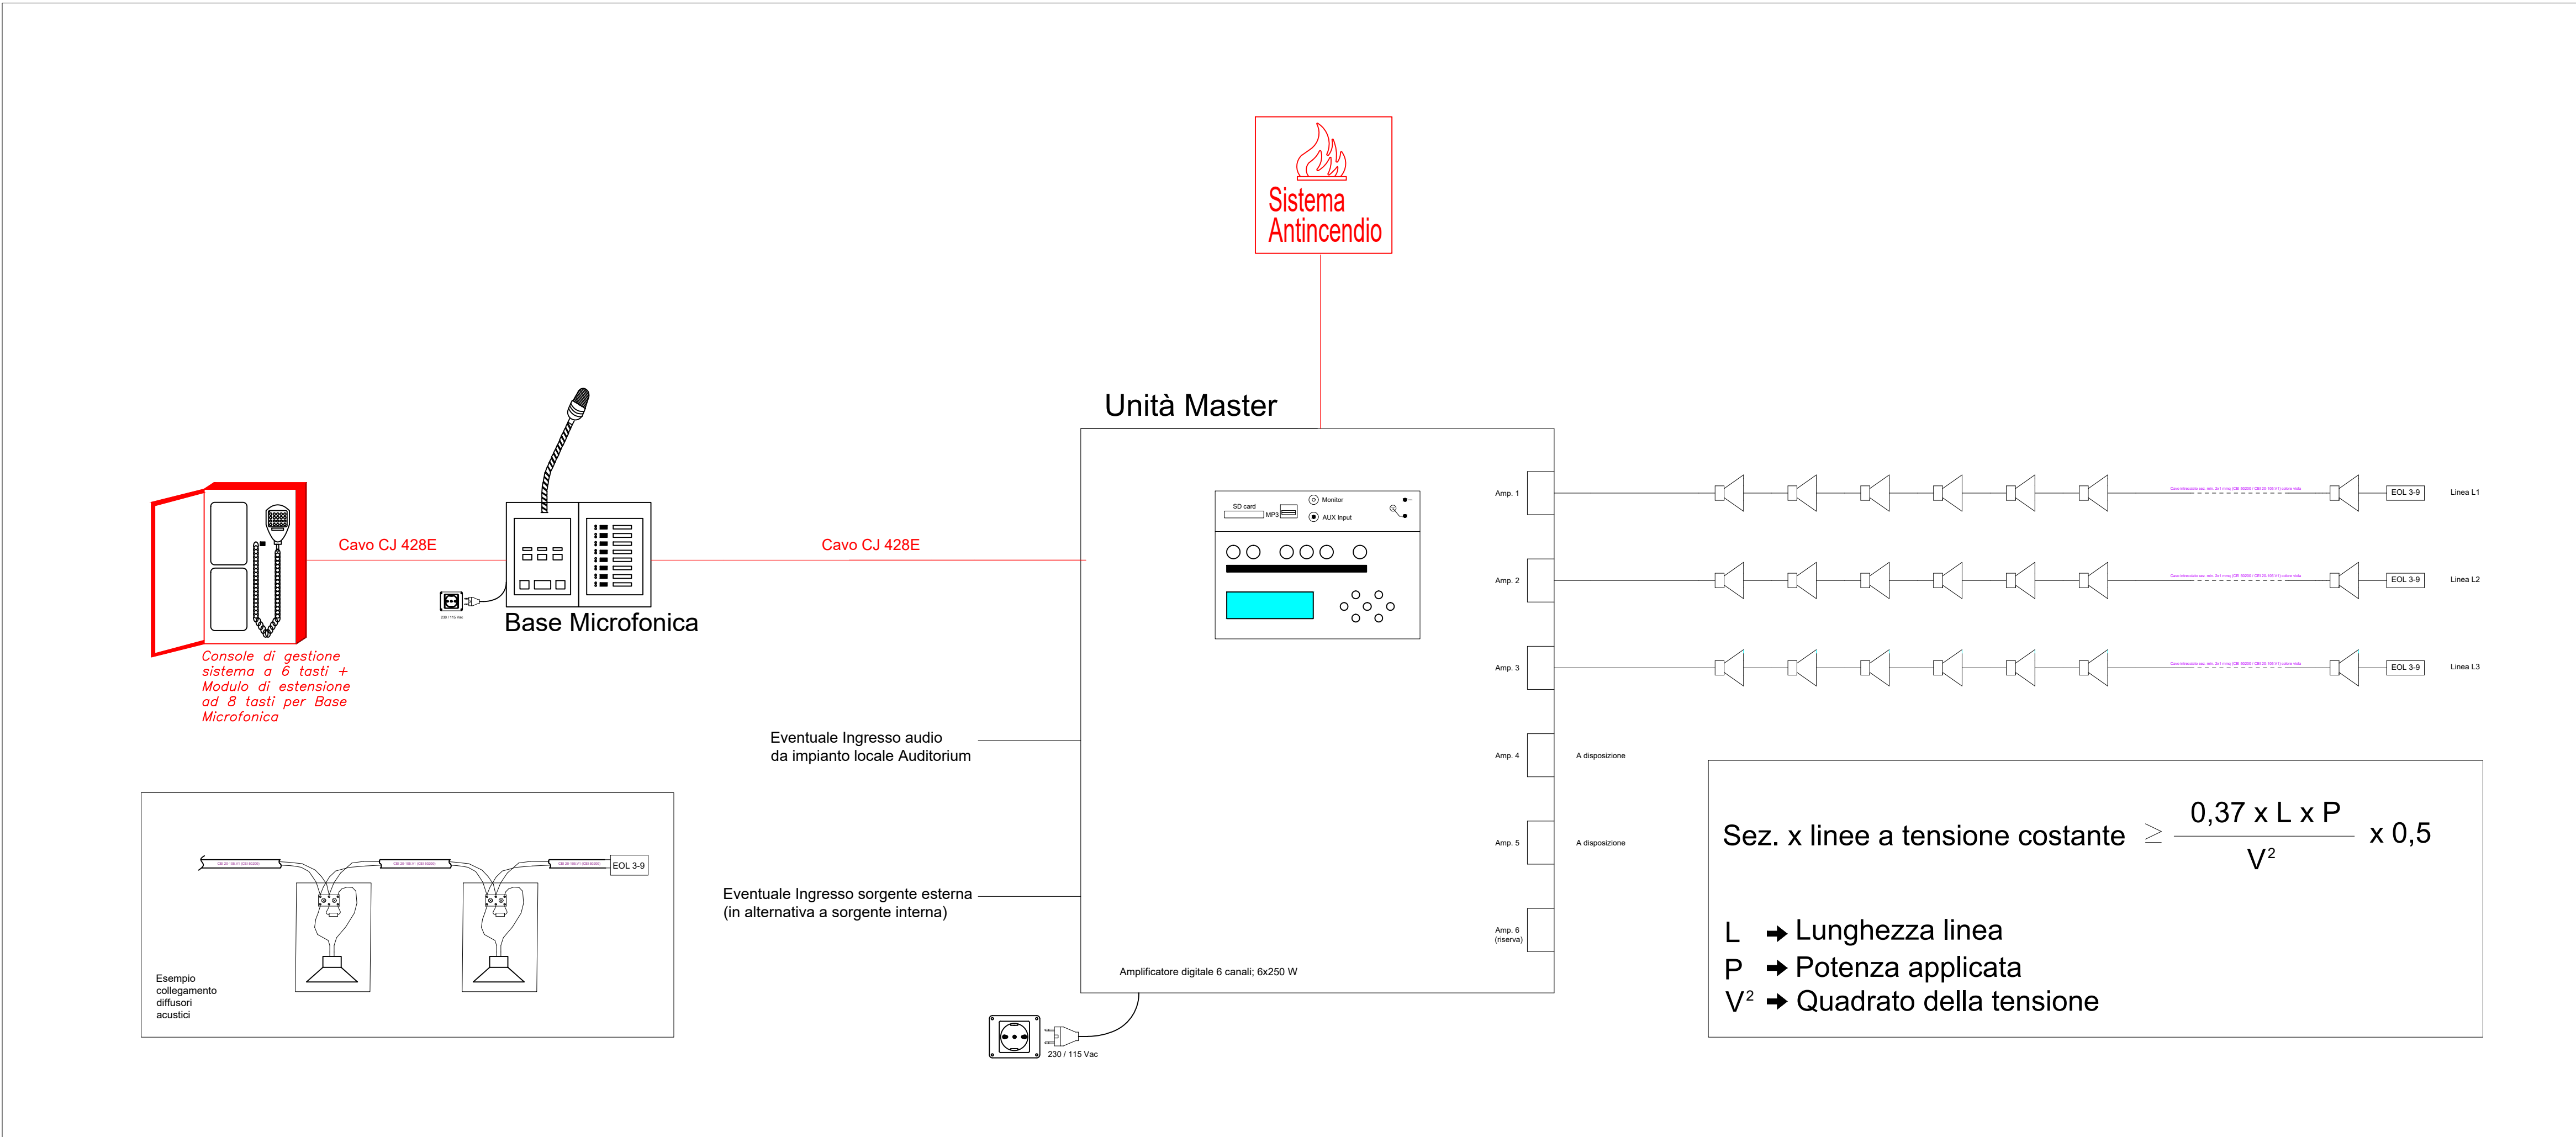 Sistema
Antincendio
Unità Master
SD card
MP3
Monitor
AUX Input
Cavo CJ 428E
Cavo CJ 428E
230 / 115 Vac
Base Microfonica
Console di gestione
sistema a 6 tasti +
Modulo di estensione
ad 8 tasti per Base
Microfonica
Eventuale Ingresso audio
da impianto locale Auditorium
Eventuale Ingresso sorgente esterna
(in alternativa a sorgente interna)
Amp. 1
EOL 3-9
Linea L1
Amp. 2
EOL 3-9
Linea L2
Amp. 3
EOL 3-9
Linea L3
Amp. 4
A disposizione
Amp. 5
A disposizione
Amp. 6
(riserva)
Amplificatore digitale 6 canali; 6x250 W
230 / 115 Vac
EOL 3-9
Esempio
collegamento
diffusori
acustici
Sez. x linee a tensione costante ≥ 0,37 x L x P / V² x 0,5
L ➔ Lunghezza linea
P ➔ Potenza applicata
V² ➔ Quadrato della tensione